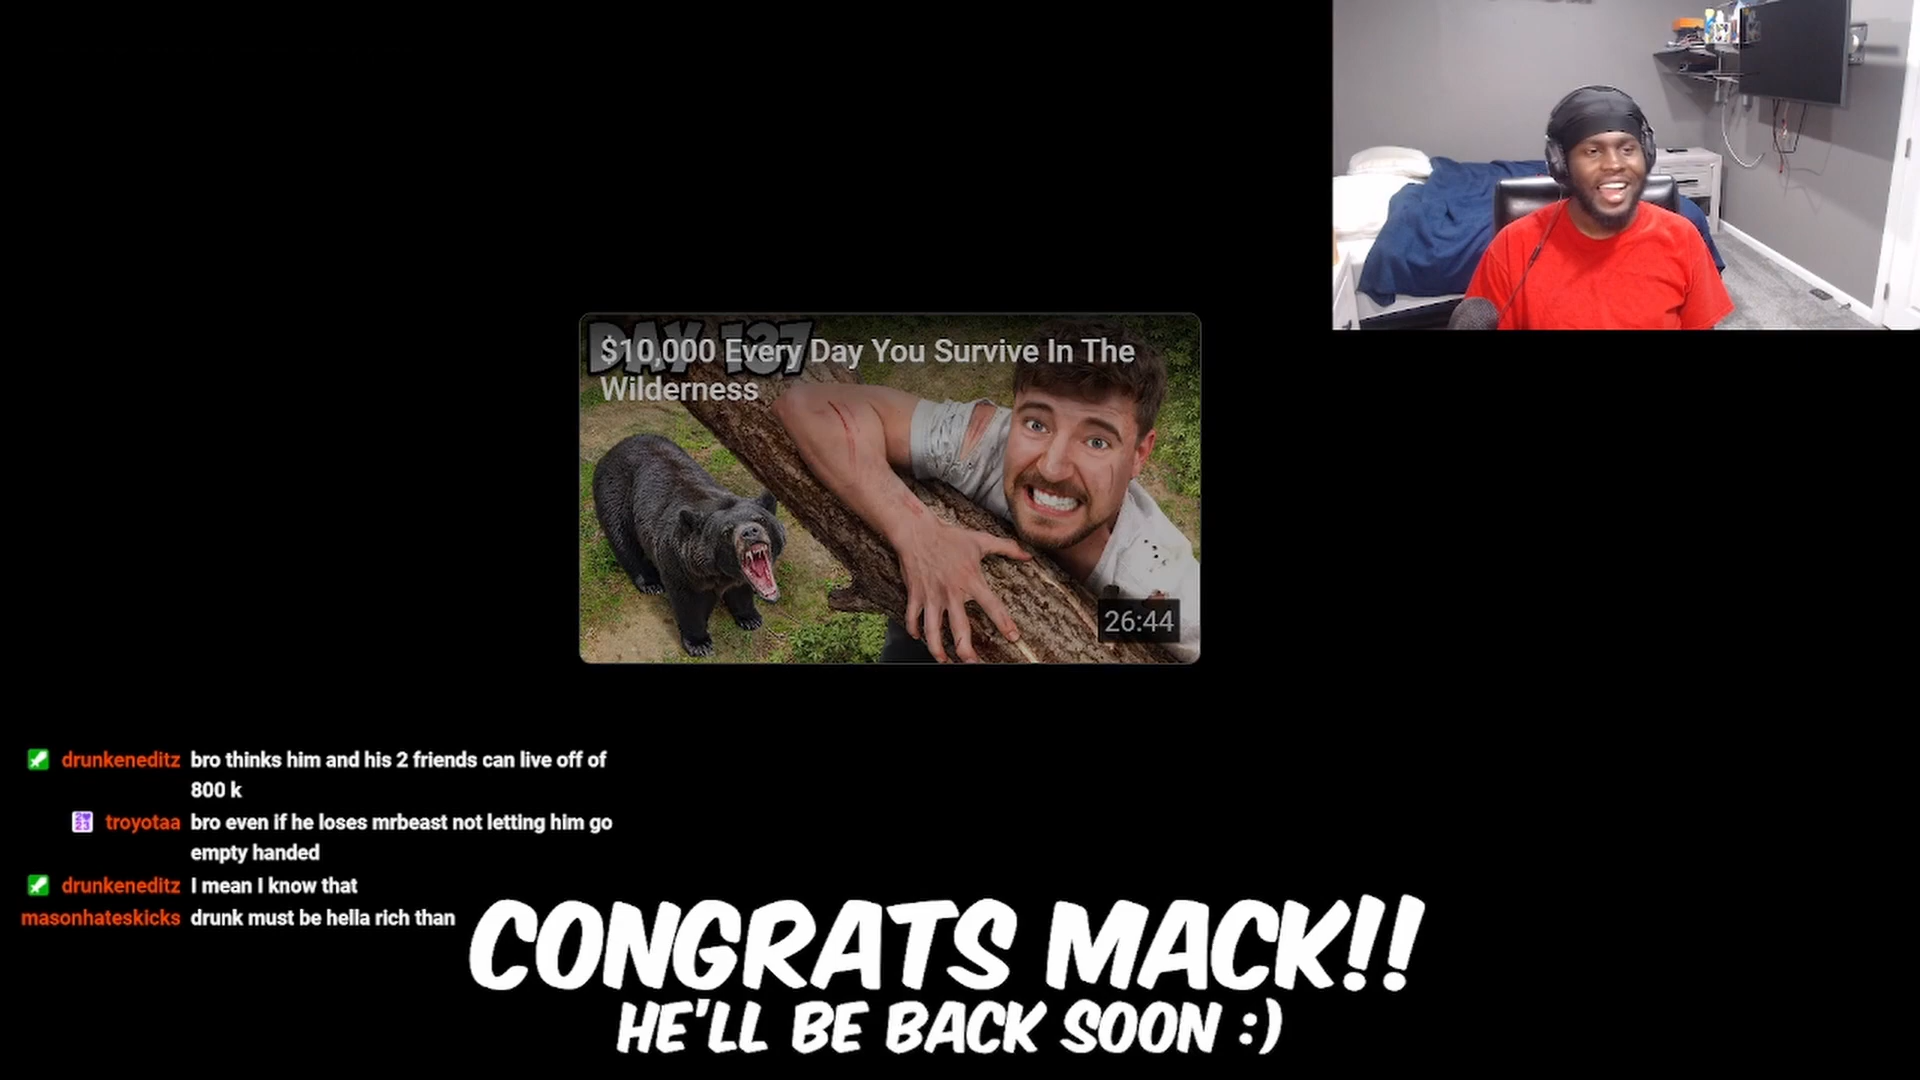 DAY 137
$10,000 Every Day You Survive In The
Wilderness
26:44
drunkeneditz bro thinks him and his 2 friends can live off of
800 k
troyotaa bro even if he loses mrbeast not letting him go
empty handed
drunkeneditz I mean I know that
masonhateskicks drunk must be hella rich than
CONGRATS MACK!!
HE'LL BE BACK SOON :)